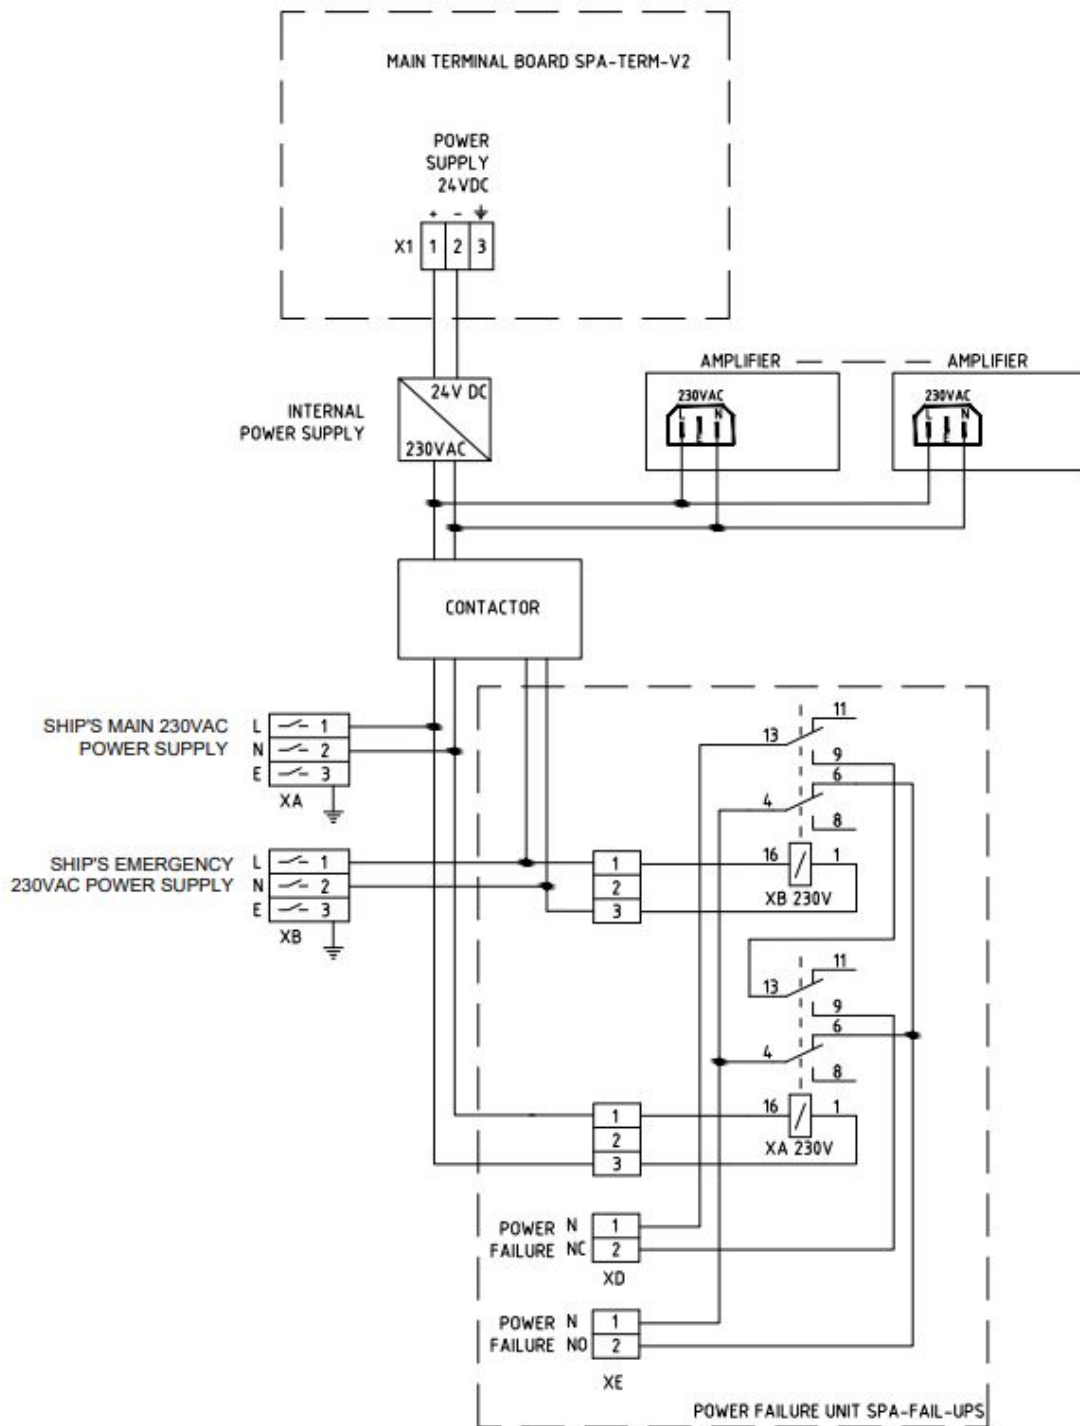 MAIN TERMINAL BOARD SPA-TERM-V2
POWER
SUPPLY
24VDC
+ -
X1 1 2 3
AMPLIFIER
AMPLIFIER
24V DC
230VAC
INTERNAL
POWER SUPPLY
230VAC
L E N
230VAC
L E N
CONTACTOR
SHIP'S MAIN 230VAC
POWER SUPPLY
L 1
N 2
E 3
XA
SHIP'S EMERGENCY
230VAC POWER SUPPLY
L 1
N 2
E 3
XB
11
13
9
6
4
8
1
2
3
16 1
XB 230V
11
13
9
6
4
8
1
2
3
16 1
XA 230V
POWER N 1
FAILURE NC 2
XD
POWER N 1
FAILURE NO 2
XE
POWER FAILURE UNIT SPA-FAIL-UPS